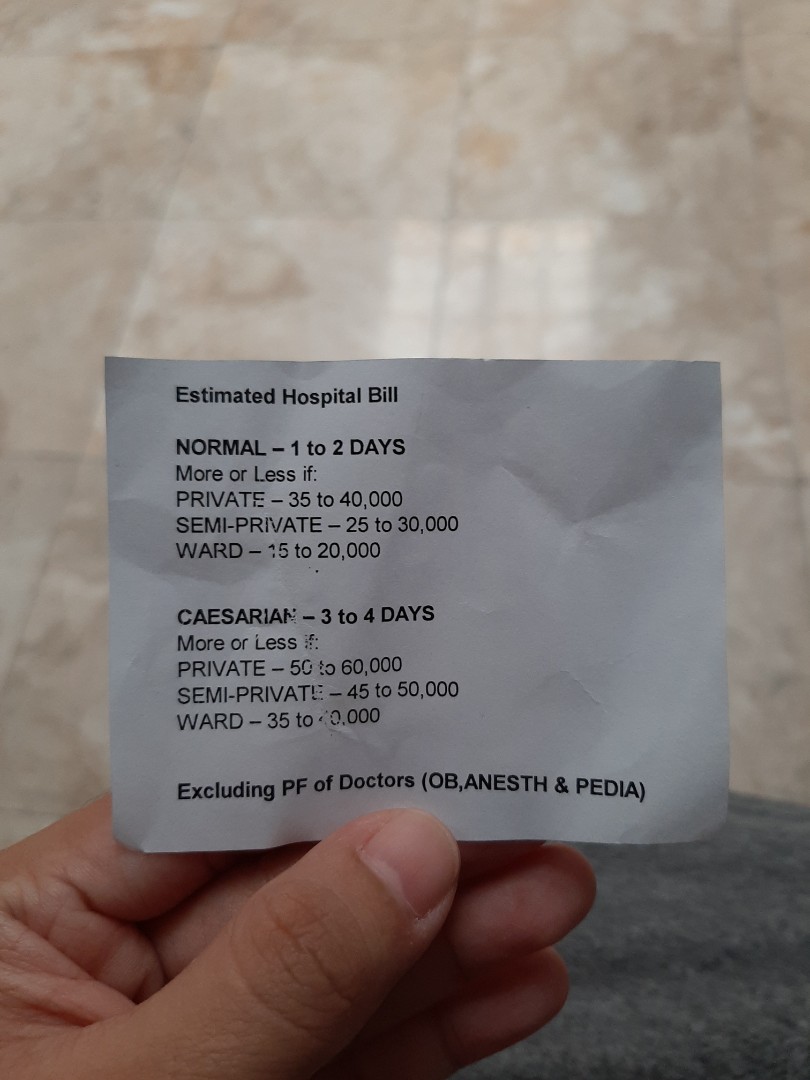 Estimated Hospital Bill
NORMAL – 1 to 2 DAYS
More or Less if:
PRIVATE – 35 to 40,000
SEMI-PRIVATE – 25 to 30,000
WARD – 15 to 20,000
CAESARIAN – 3 to 4 DAYS
More or Less if:
PRIVATE – 50 to 60,000
SEMI-PRIVATE – 45 to 50,000
WARD – 35 to 40,000
Excluding PF of Doctors (OB,ANESTH & PEDIA)